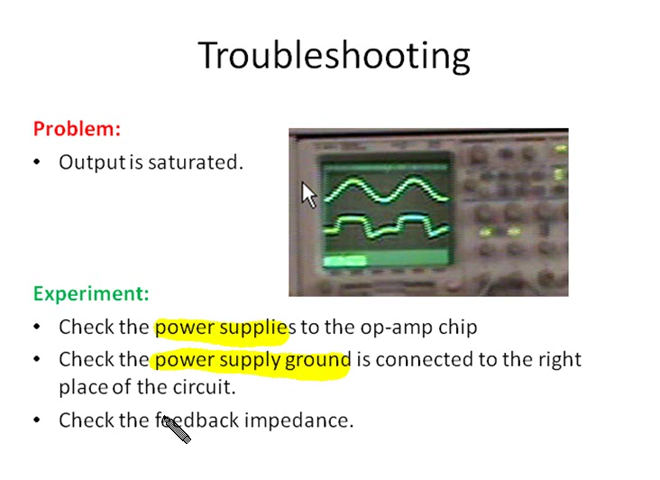 Troubleshooting
Problem:
• Output is saturated.
Experiment:
• Check the power supplies to the op-amp chip
• Check the power supply ground is connected to the right
place of the circuit.
• Check the feedback impedance.